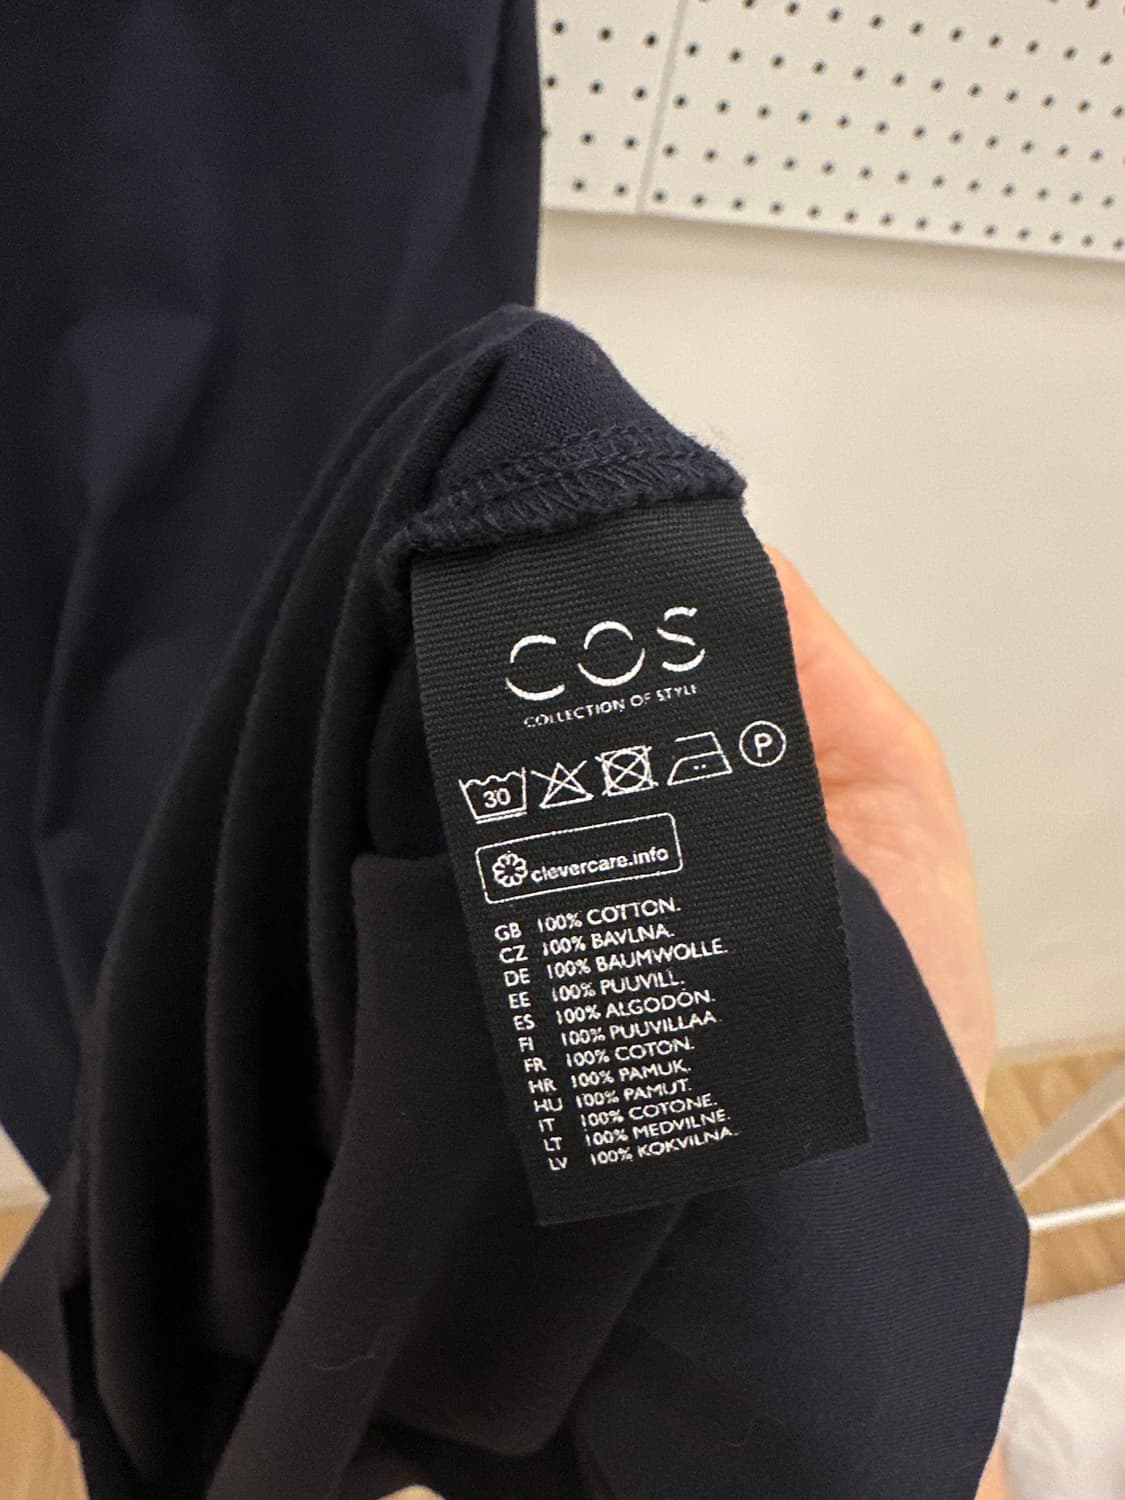 COS
COLLECTION OF STYLE
30 P
clevercare.info
GB 100% COTTON.
CZ 100% BAVLNA.
DE 100% BAUMWOLLE.
EE 100% PUUVILL.
ES 100% ALGODÓN.
FI 100% PUUVILLAA
FR 100% COTON.
HR 100% PAMUK.
HU 100% PAMUT.
IT 100% COTONE.
LT 100% MEDVILNĖ.
LV 100% KOKVILNA.